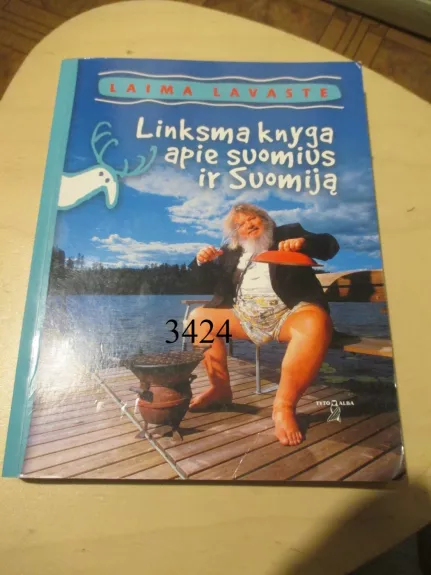 LAIMA LAVASTE
Linksma knyga
apie suomius
ir Suomiją
3424
TYTO ALBA